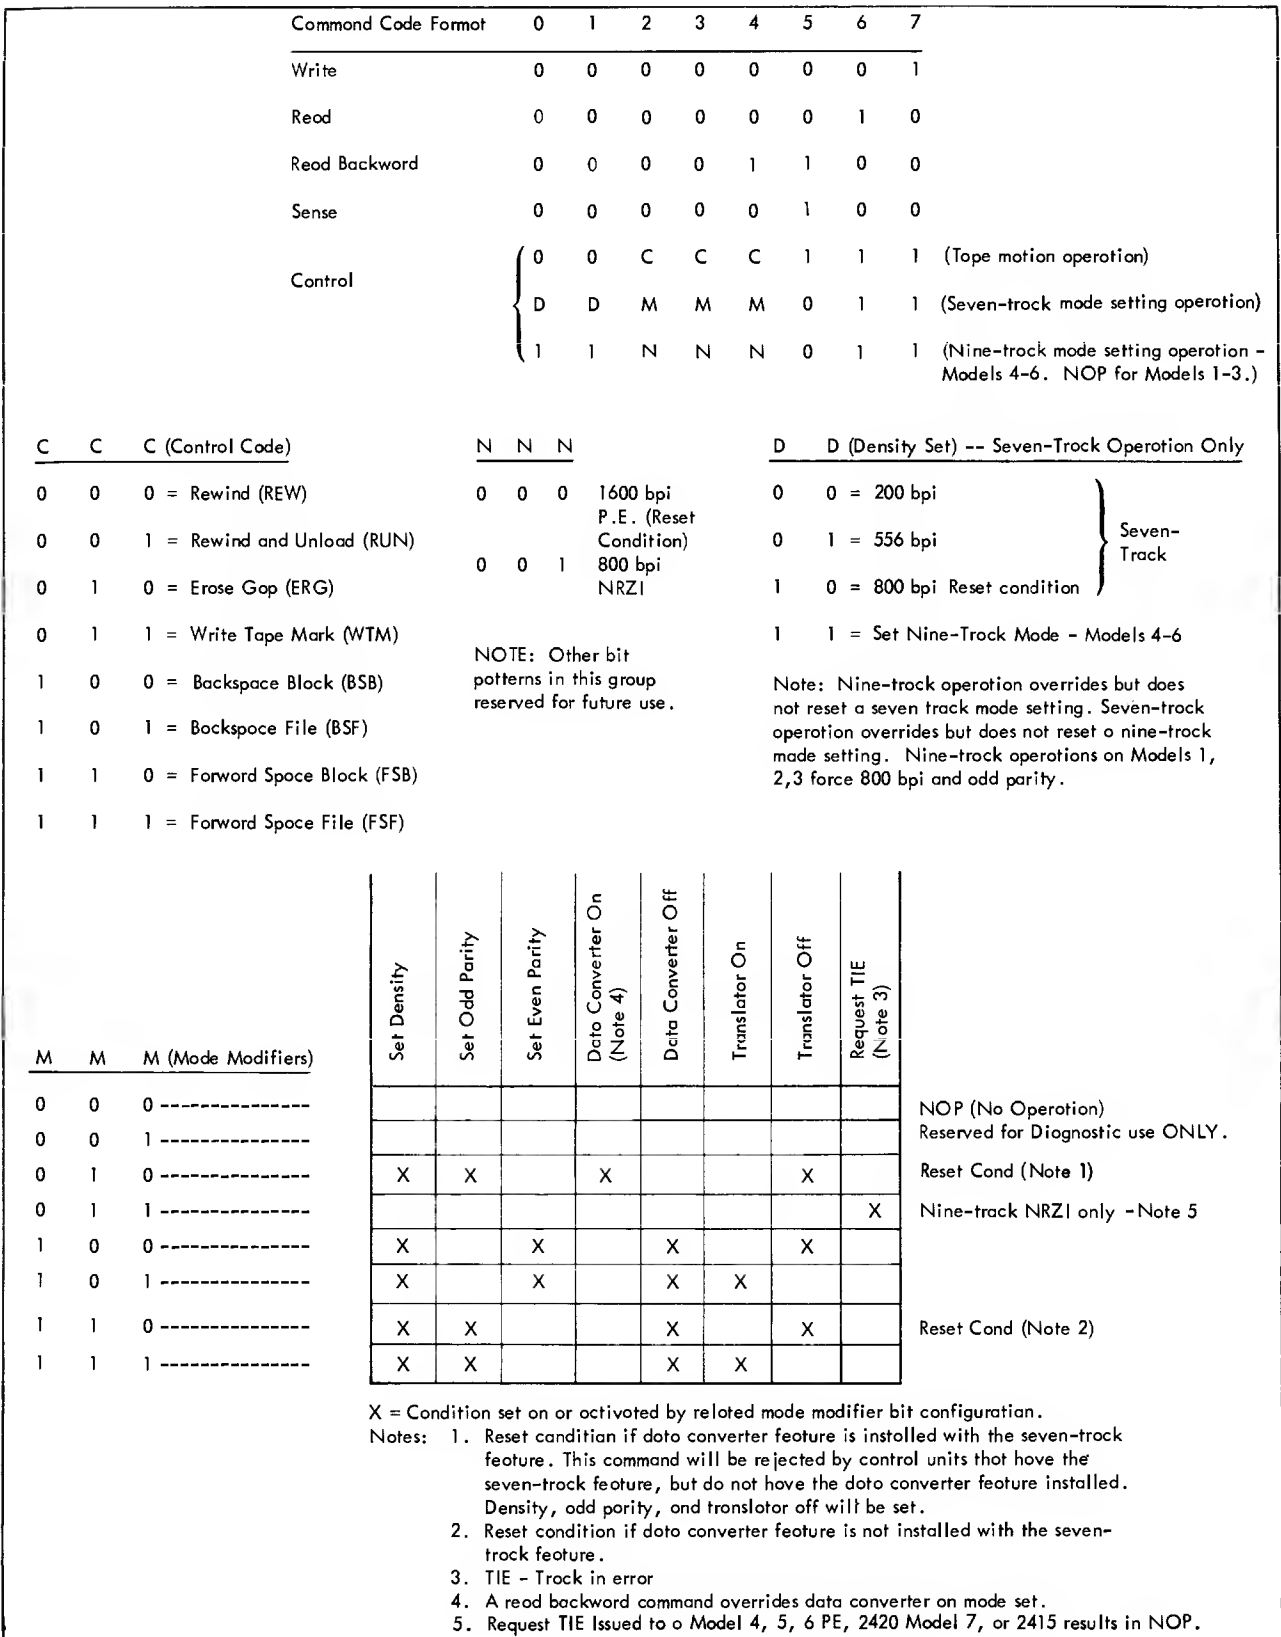 Command Code Format 0 1 2 3 4 5 6 7
Write 0 0 0 0 0 0 0 1
Read 0 0 0 0 0 0 1 0
Read Backward 0 0 0 0 1 1 0 0
Sense 0 0 0 0 0 1 0 0
Control
0 0 C C C 1 1 1 (Tape motion operation)
D D M M M 0 1 1 (Seven-track mode setting operation)
1 1 N N N 0 1 1 (Nine-track mode setting operation -
Models 4-6. NOP for Models 1-3.)
C C C (Control Code)
0 0 0 = Rewind (REW)
0 0 1 = Rewind and Unload (RUN)
0 1 0 = Erase Gap (ERG)
0 1 1 = Write Tape Mark (WTM)
1 0 0 = Backspace Block (BSB)
1 0 1 = Backspace File (BSF)
1 1 0 = Forward Space Block (FSB)
1 1 1 = Forward Space File (FSF)
N N N
0 0 0 1600 bpi
P.E. (Reset
Condition)
0 0 1 800 bpi
NRZI
NOTE: Other bit
patterns in this group
reserved for future use.
D D (Density Set) -- Seven-Track Operation Only
0 0 = 200 bpi
0 1 = 556 bpi
1 0 = 800 bpi Reset condition
Seven-
Track
1 1 = Set Nine-Track Mode - Models 4-6
Note: Nine-track operation overrides but does
not reset a seven track mode setting. Seven-track
operation overrides but does not reset a nine-track
mode setting. Nine-track operations on Models 1,
2,3 force 800 bpi and odd parity.
M M M (Mode Modifiers)
Set Density
Set Odd Parity
Set Even Parity
Data Converter On
(Note 4)
Data Converter Off
Translator On
Translator Off
Request TIE
(Note 3)
0 0 0 --------------- NOP (No Operation)
0 0 1 --------------- Reserved for Diagnostic use ONLY.
0 1 0 --------------- X X X X Reset Cond (Note 1)
0 1 1 --------------- X Nine-track NRZI only - Note 5
1 0 0 --------------- X X X X
1 0 1 --------------- X X X X
1 1 0 --------------- X X X X Reset Cond (Note 2)
1 1 1 --------------- X X X X
X = Condition set on or activated by related mode modifier bit configuration.
Notes: 1. Reset condition if data converter feature is installed with the seven-track
feature. This command will be rejected by control units that have the
seven-track feature, but do not have the data converter feature installed.
Density, odd parity, and translator off will be set.
2. Reset condition if data converter feature is not installed with the seven-
track feature.
3. TIE - Track in error
4. A read backward command overrides data converter on mode set.
5. Request TIE Issued to a Model 4, 5, 6 PE, 2420 Model 7, or 2415 results in NOP.